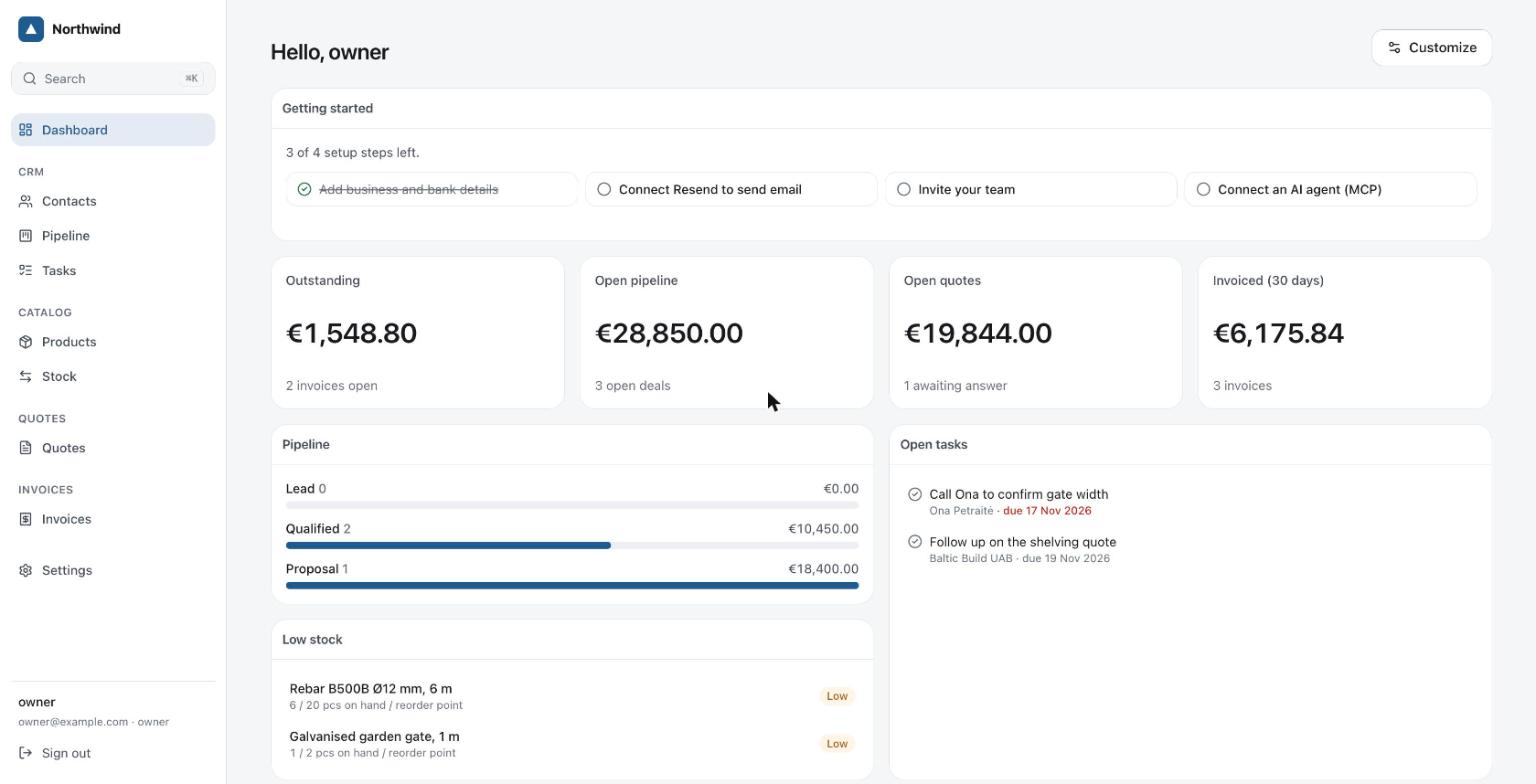 Northwind
Search ⌘K
Dashboard
CRM
Contacts
Pipeline
Tasks
CATALOG
Products
Stock
QUOTES
Quotes
INVOICES
Invoices
Settings
owner
owner@example.com · owner
Sign out
Hello, owner
Customize
Getting started
3 of 4 setup steps left.
Add business and bank details
Connect Resend to send email
Invite your team
Connect an AI agent (MCP)
Outstanding
€1,548.80
2 invoices open
Open pipeline
€28,850.00
3 open deals
Open quotes
€19,844.00
1 awaiting answer
Invoiced (30 days)
€6,175.84
3 invoices
Pipeline
Lead 0 €0.00
Qualified 2 €10,450.00
Proposal 1 €18,400.00
Low stock
Rebar B500B Ø12 mm, 6 m
6 / 20 pcs on hand / reorder point
Low
Galvanised garden gate, 1 m
1 / 2 pcs on hand / reorder point
Low
Open tasks
Call Ona to confirm gate width
Ona Petraitė · due 17 Nov 2026
Follow up on the shelving quote
Baltic Build UAB · due 19 Nov 2026